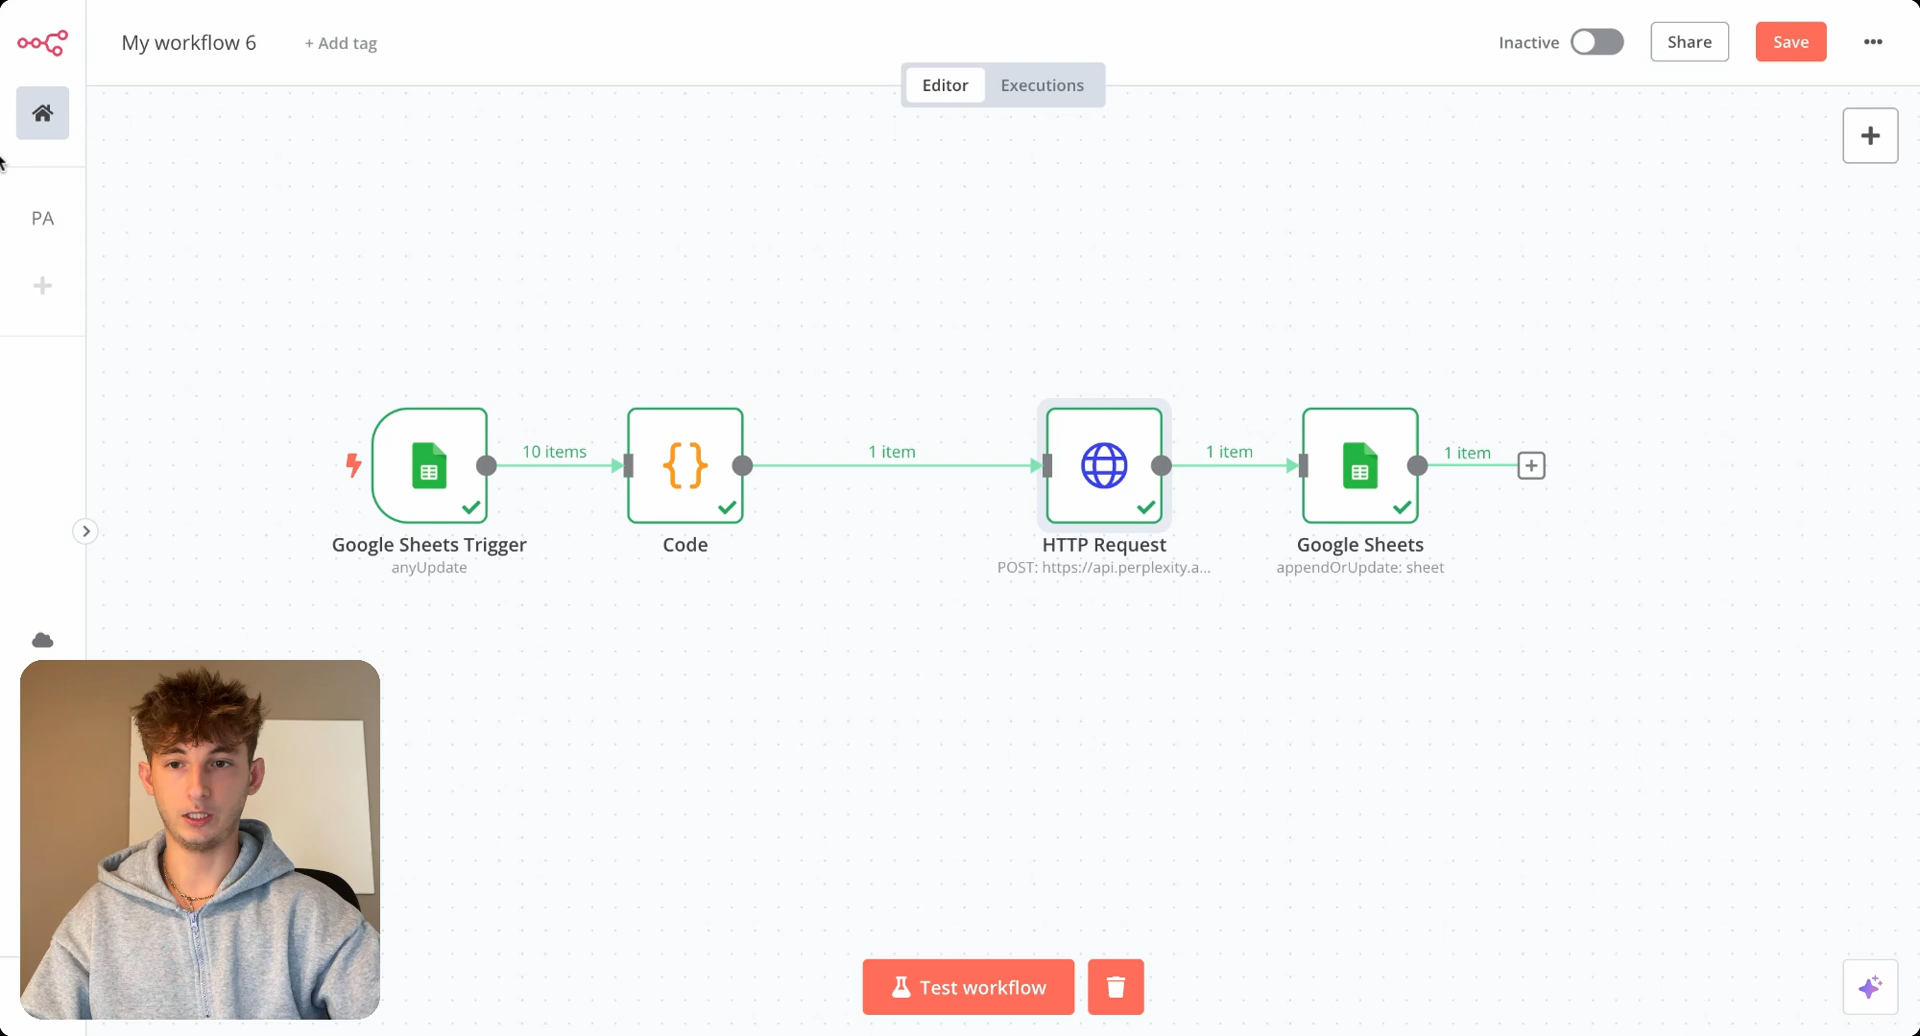 My workflow 6
+ Add tag
Inactive
Share
Save
Editor
Executions
PA
10 items
1 item
1 item
1 item
Google Sheets Trigger
anyUpdate
Code
HTTP Request
POST: https://api.perplexity.a...
Google Sheets
appendOrUpdate: sheet
Test workflow